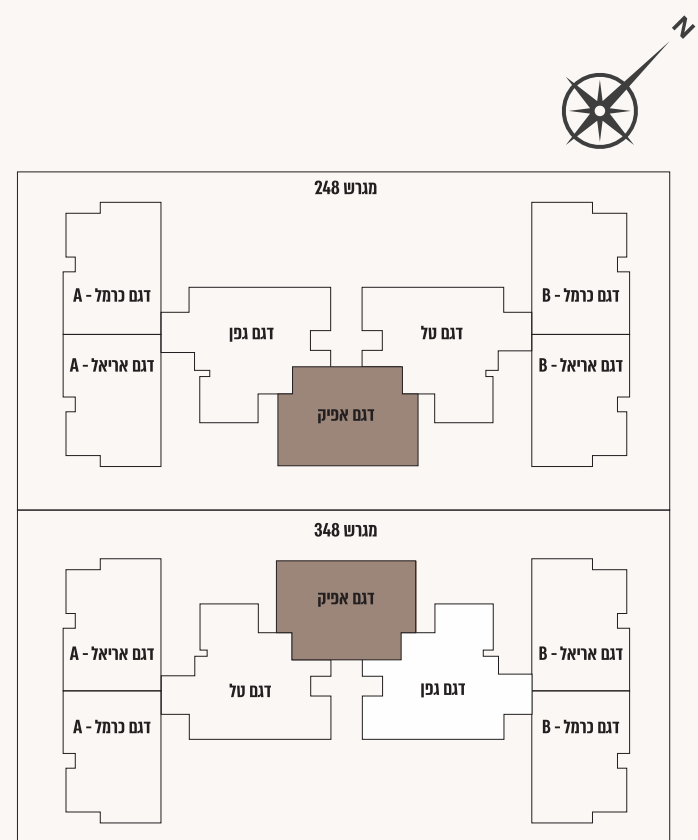 N
מגרש 248
דגם כרמל - A
דגם כרמל - B
דגם גפן
דגם טל
דגם אריאל - A
דגם אריאל - B
דגם אפיק
מגרש 348
דגם אפיק
דגם אריאל - A
דגם אריאל - B
דגם טל
דגם גפן
דגם כרמל - A
דגם כרמל - B